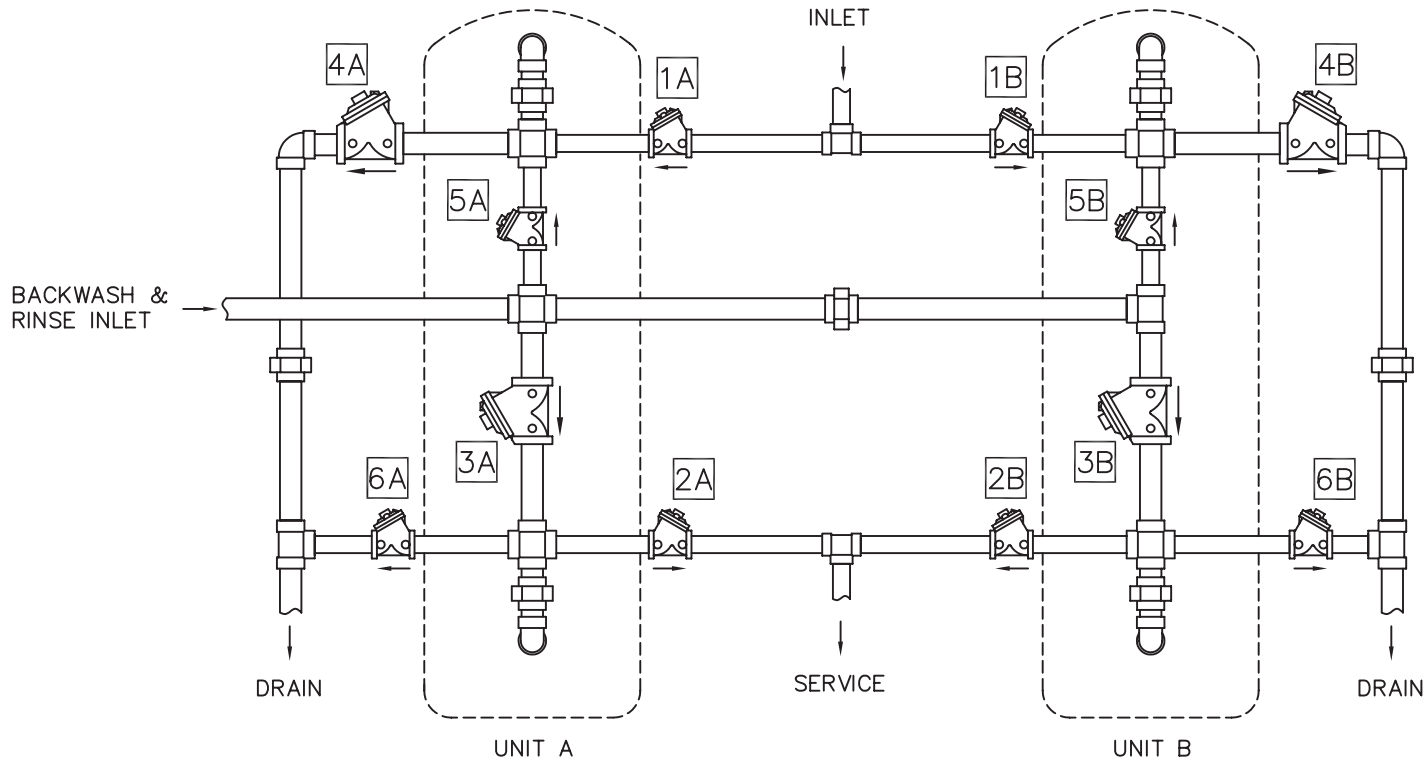 INLET
4A
1A
1B
4B
5A
5B
BACKWASH &
RINSE INLET
3A
3B
6A
2A
2B
6B
DRAIN
SERVICE
DRAIN
UNIT A
UNIT B